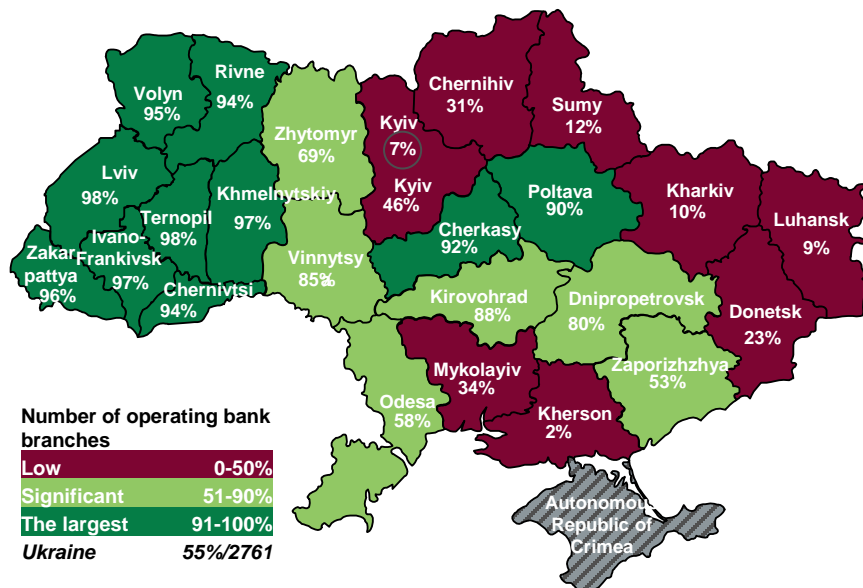 Rivne
94%
Volyn
95%
Chernihiv
31%
Sumy
12%
Kyiv
7%
Zhytomyr
69%
Kyiv
46%
Lviv
98%
Khmelnytskiy
97%
Poltava
90%
Kharkiv
10%
Luhansk
9%
Ternopil
98%
Cherkasy
92%
Ivano-
Frankivsk
97%
Zakar
pattya
96%
Vinnytsya
85%
Chernivtsi
94%
Kirovohrad
88%
Dnipropetrovsk
80%
Donetsk
23%
Mykolayiv
34%
Zaporizhzhya
53%
Odesa
58%
Kherson
2%
Autonomous
Republic of
Crimea
Number of operating bank
branches
Low 0-50%
Significant 51-90%
The largest 91-100%
Ukraine 55%/2761